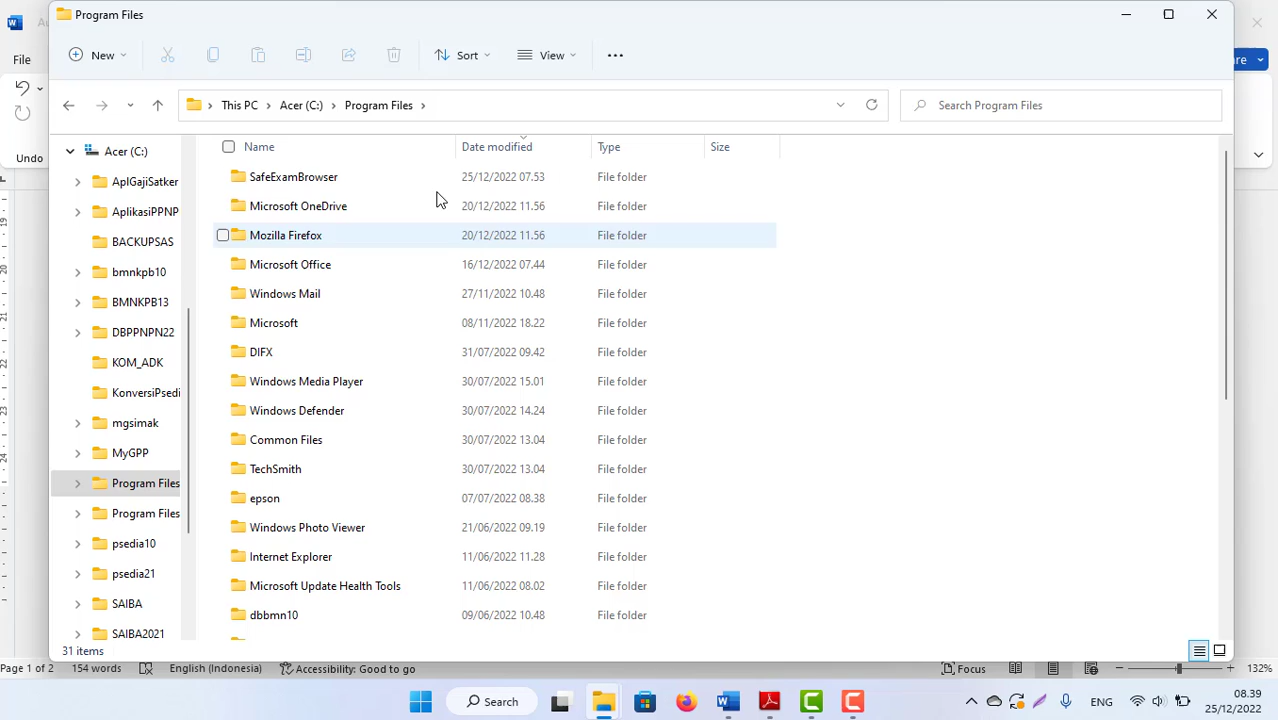 Program Files
File
Undo
are
New
Sort
View
This PC
Acer (C:)
Program Files
Search Program Files
Name
Date modified
Type
Size
Acer (C:)
AplGajiSatker
AplikasiPPNP
BACKUPSAS
bmnkpb10
BMNKPB13
DBPPNPN22
KOM_ADK
KonversiPsedi
mgsimak
MyGPP
Program Files
Program Files
psedia10
psedia21
SAIBA
SAIBA2021
SafeExamBrowser 25/12/2022 07.53 File folder
Microsoft OneDrive 20/12/2022 11.56 File folder
Mozilla Firefox 20/12/2022 11.56 File folder
Microsoft Office 16/12/2022 07.44 File folder
Windows Mail 27/11/2022 10.48 File folder
Microsoft 08/11/2022 18.22 File folder
DIFX 31/07/2022 09.42 File folder
Windows Media Player 30/07/2022 15.01 File folder
Windows Defender 30/07/2022 14.24 File folder
Common Files 30/07/2022 13.04 File folder
TechSmith 30/07/2022 13.04 File folder
epson 07/07/2022 08.38 File folder
Windows Photo Viewer 21/06/2022 09.19 File folder
Internet Explorer 11/06/2022 11.28 File folder
Microsoft Update Health Tools 11/06/2022 08.02 File folder
dbbmn10 09/06/2022 10.48 File folder
31 items
Page 1 of 2 154 words English (Indonesia) Accessibility: Good to go Focus 132%
Search
ENG
08.39
25/12/2022